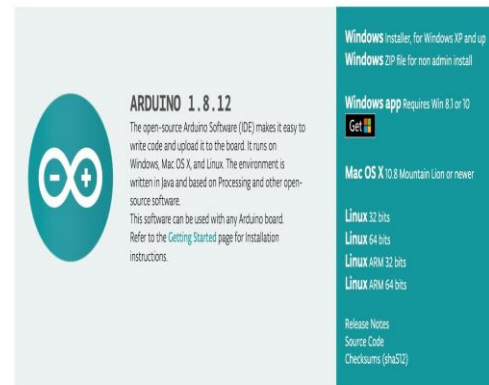 ARDUINO 1.8.12
The open-source Arduino Software (IDE) makes it easy to
write code and upload it to the board. It runs on
Windows, Mac OS X, and Linux. The environment is
written in Java and based on Processing and other open-
source software.
This software can be used with any Arduino board.
Refer to the Getting Started page for Installation
instructions.
Windows Installer, for Windows XP and up
Windows ZIP file for non admin install
Windows app Requires Win 8.1 or 10
Get
Mac OS X 10.8 Mountain Lion or newer
Linux 32 bits
Linux 64 bits
Linux ARM 32 bits
Linux ARM 64 bits
Release Notes
Source Code
Checksums (sha512)